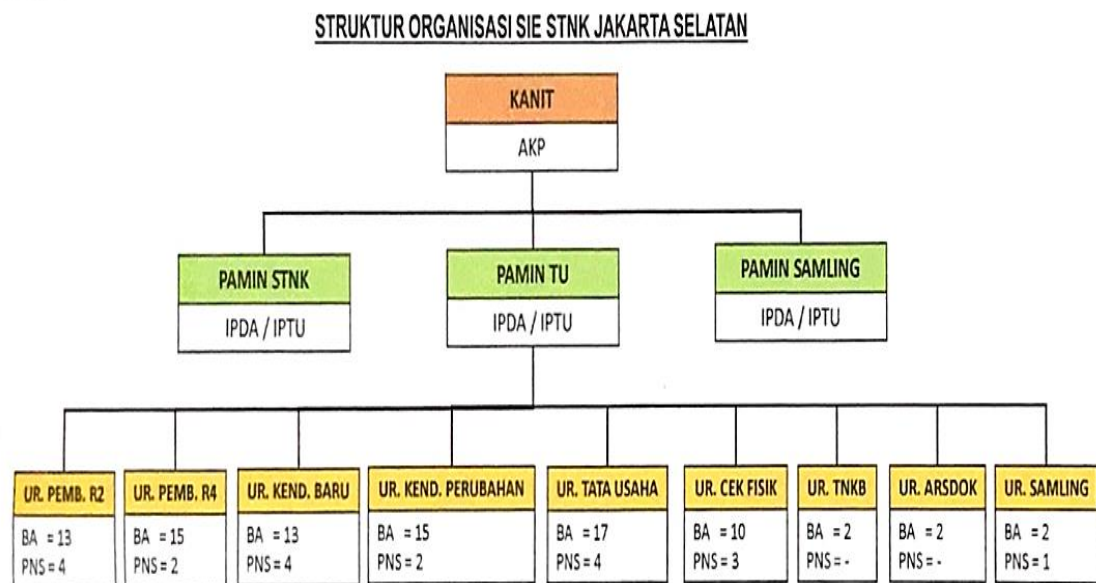 STRUKTUR ORGANISASI SIE STNK JAKARTA SELATAN
KANIT
AKP
PAMIN STNK
IPDA / IPTU
PAMIN TU
IPDA / IPTU
PAMIN SAMLING
IPDA / IPTU
UR. PEMB. R2
BA = 13
PNS = 4
UR. PEMB. R4
BA = 15
PNS = 2
UR. KEND. BARU
BA = 13
PNS = 4
UR. KEND. PERUBAHAN
BA = 15
PNS = 2
UR. TATA USAHA
BA = 17
PNS = 4
UR. CEK FISIK
BA = 10
PNS = 3
UR. TNKB
BA = 2
PNS = -
UR. ARSDOK
BA = 2
PNS = -
UR. SAMLING
BA = 2
PNS = 1